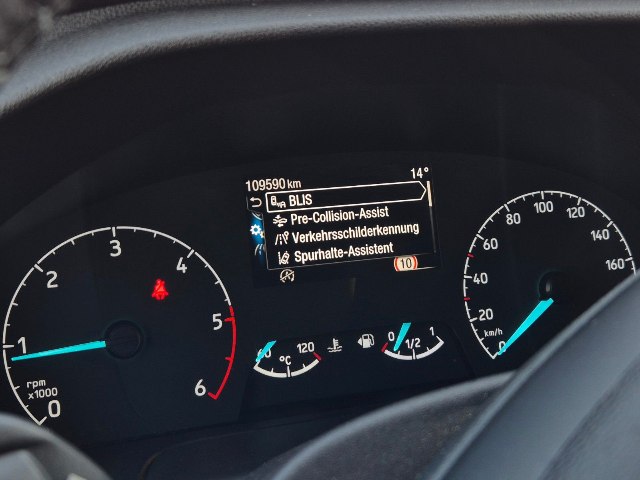 109590 km 14°
BLIS
Pre-Collision-Assist
Verkehrsschilderkennung
Spurhalte-Assistent
10
0
1
2
3
4
5
6
rpm
x1000
120
°C
0 1/2 1
0
20
40
60
80
100
120
140
160
km/h